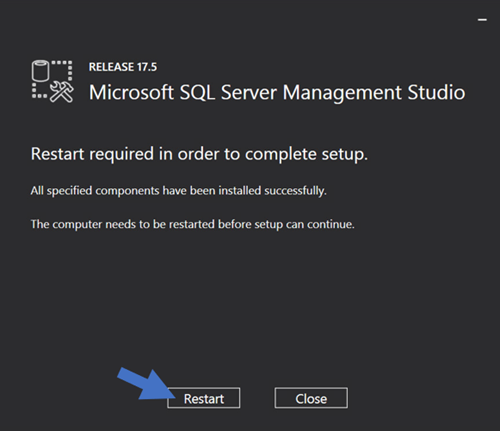 RELEASE 17.5
Microsoft SQL Server Management Studio
Restart required in order to complete setup.
All specified components have been installed successfully.
The computer needs to be restarted before setup can continue.
Restart
Close